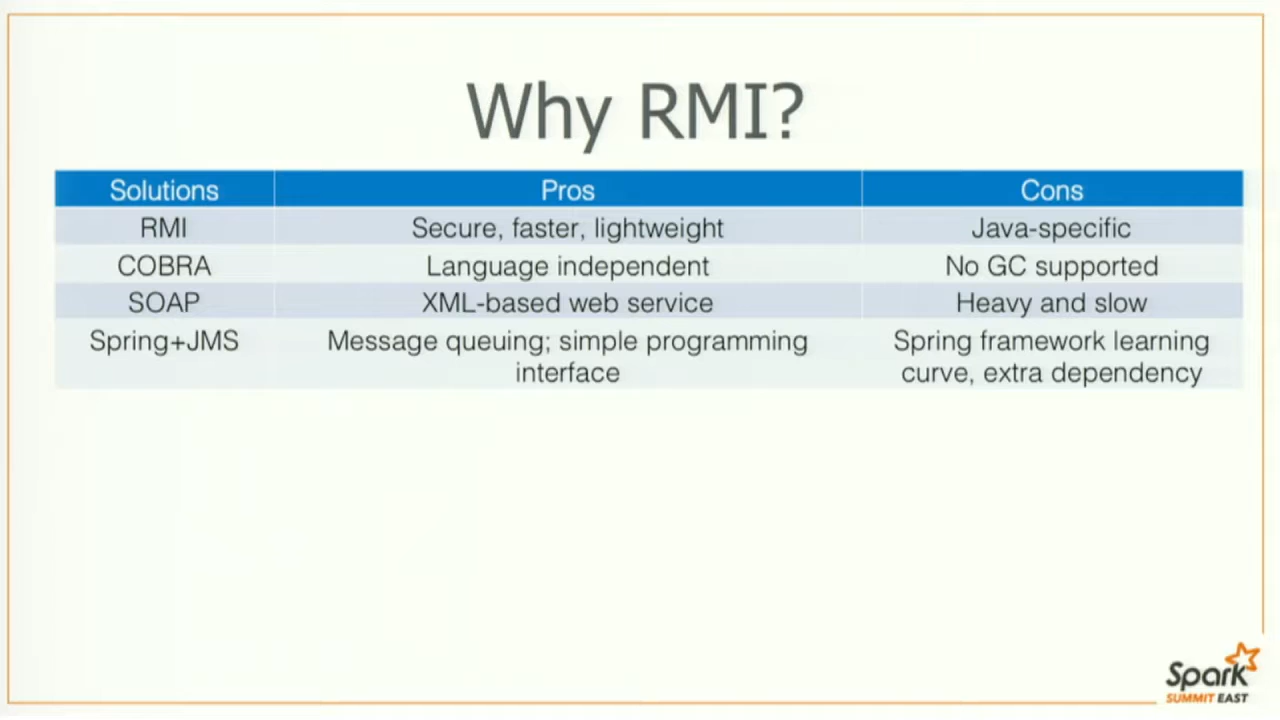 Why RMI?
Solutions Pros Cons
RMI Secure, faster, lightweight Java-specific
COBRA Language independent No GC supported
SOAP XML-based web service Heavy and slow
Spring+JMS Message queuing; simple programming Spring framework learning
interface curve, extra dependency
Spark
SUMMIT EAST